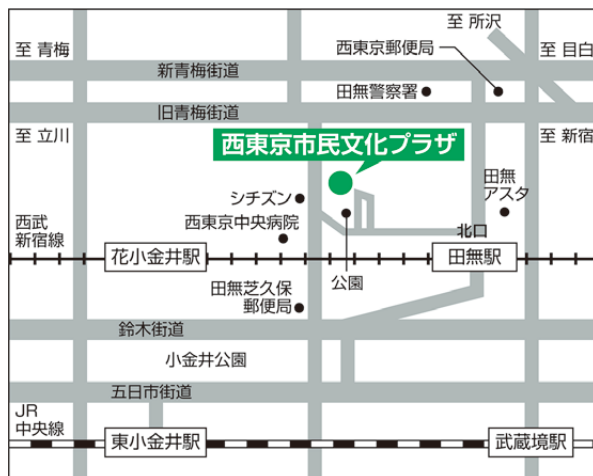 至 所沢
至 青梅
西東京郵便局
至 目白
新青梅街道
田無警察署
旧青梅街道
至 立川
至 新宿
西東京市民文化プラザ
シチズン
田無
アスタ
西東京中央病院
西武
新宿線
北口
花小金井駅
田無駅
公園
田無芝久保
郵便局
鈴木街道
小金井公園
五日市街道
JR
中央線
東小金井駅
武蔵境駅